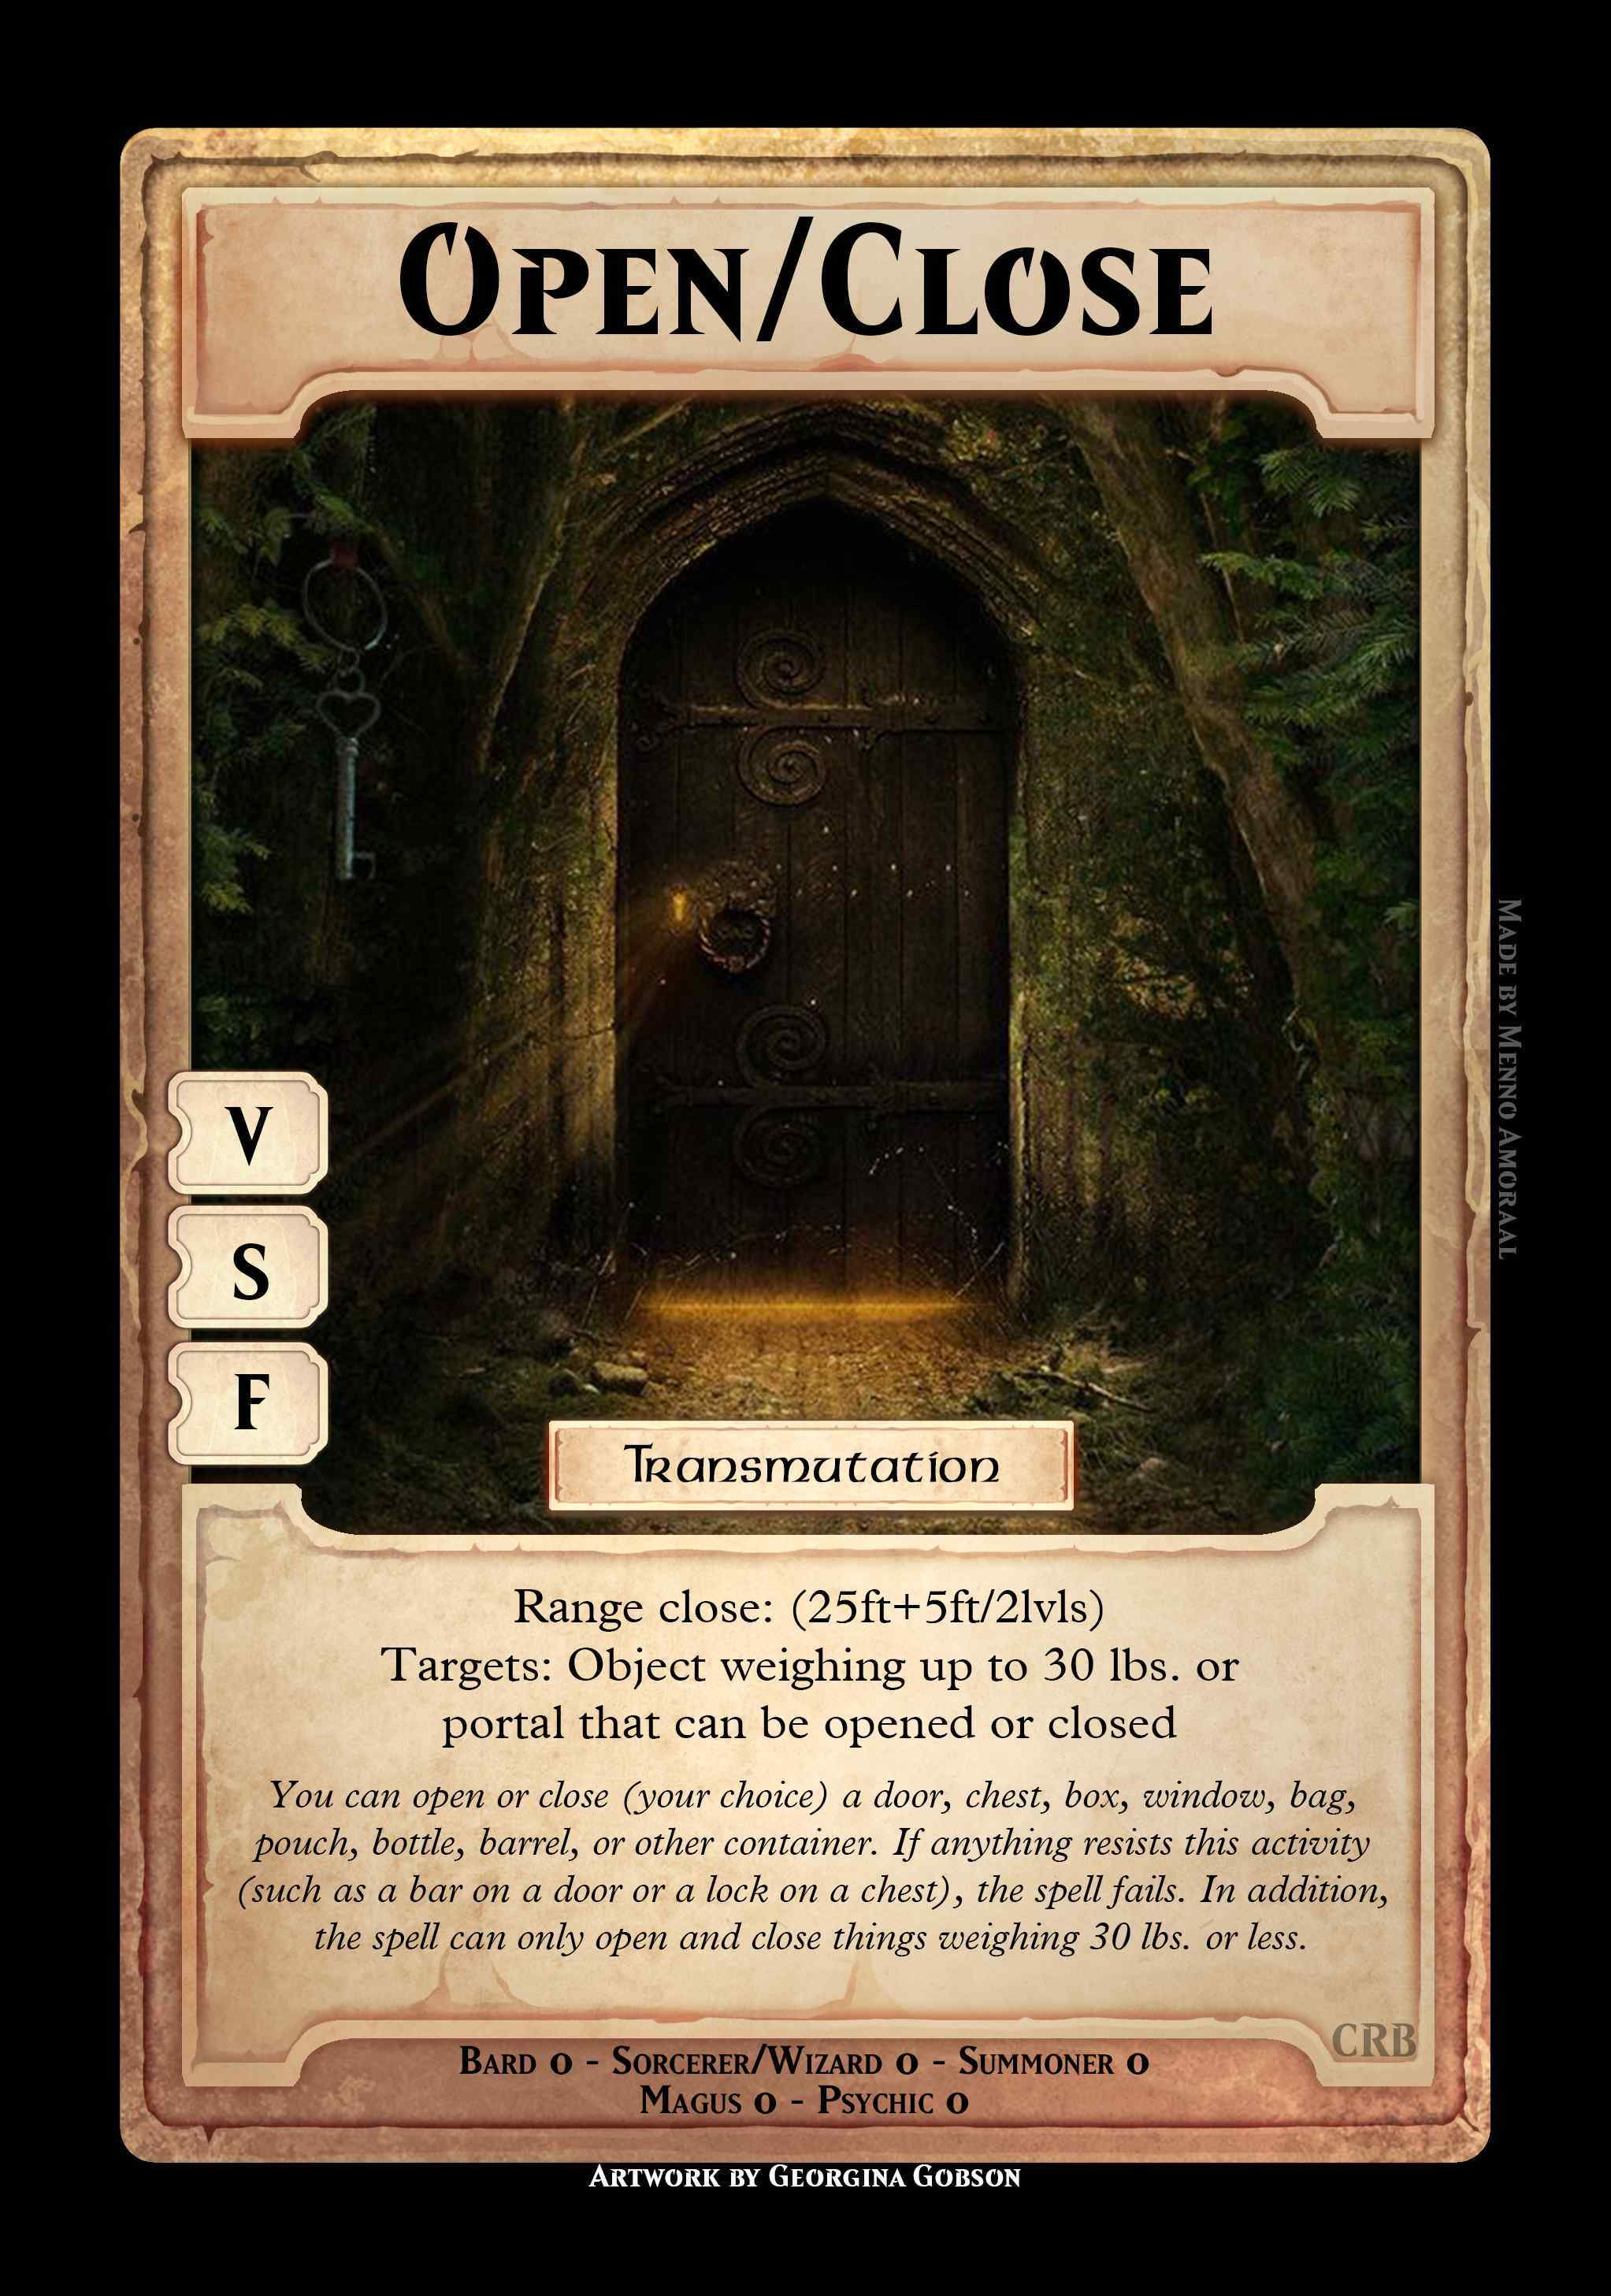 Open/Close
V
S
F
Transmutation
Range close: (25ft+5ft/2lvls)
Targets: Object weighing up to 30 lbs. or
portal that can be opened or closed
You can open or close (your choice) a door, chest, box, window, bag,
pouch, bottle, barrel, or other container. If anything resists this activity
(such as a bar on a door or a lock on a chest), the spell fails. In addition,
the spell can only open and close things weighing 30 lbs. or less.
CRB
Bard 0 - Sorcerer/Wizard 0 - Summoner 0
Magus 0 - Psychic 0
Artwork by Georgina Gobson
Made by Menno Amoraal